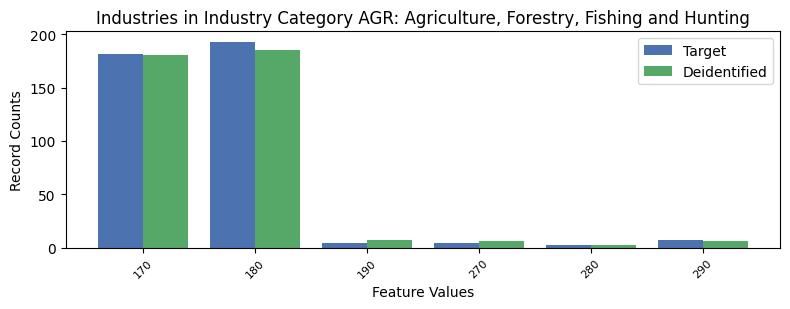 Industries in Industry Category AGR: Agriculture, Forestry, Fishing and Hunting
Target
Deidentified
Record Counts
200
150
100
50
0
170 180 190 270 280 290
Feature Values